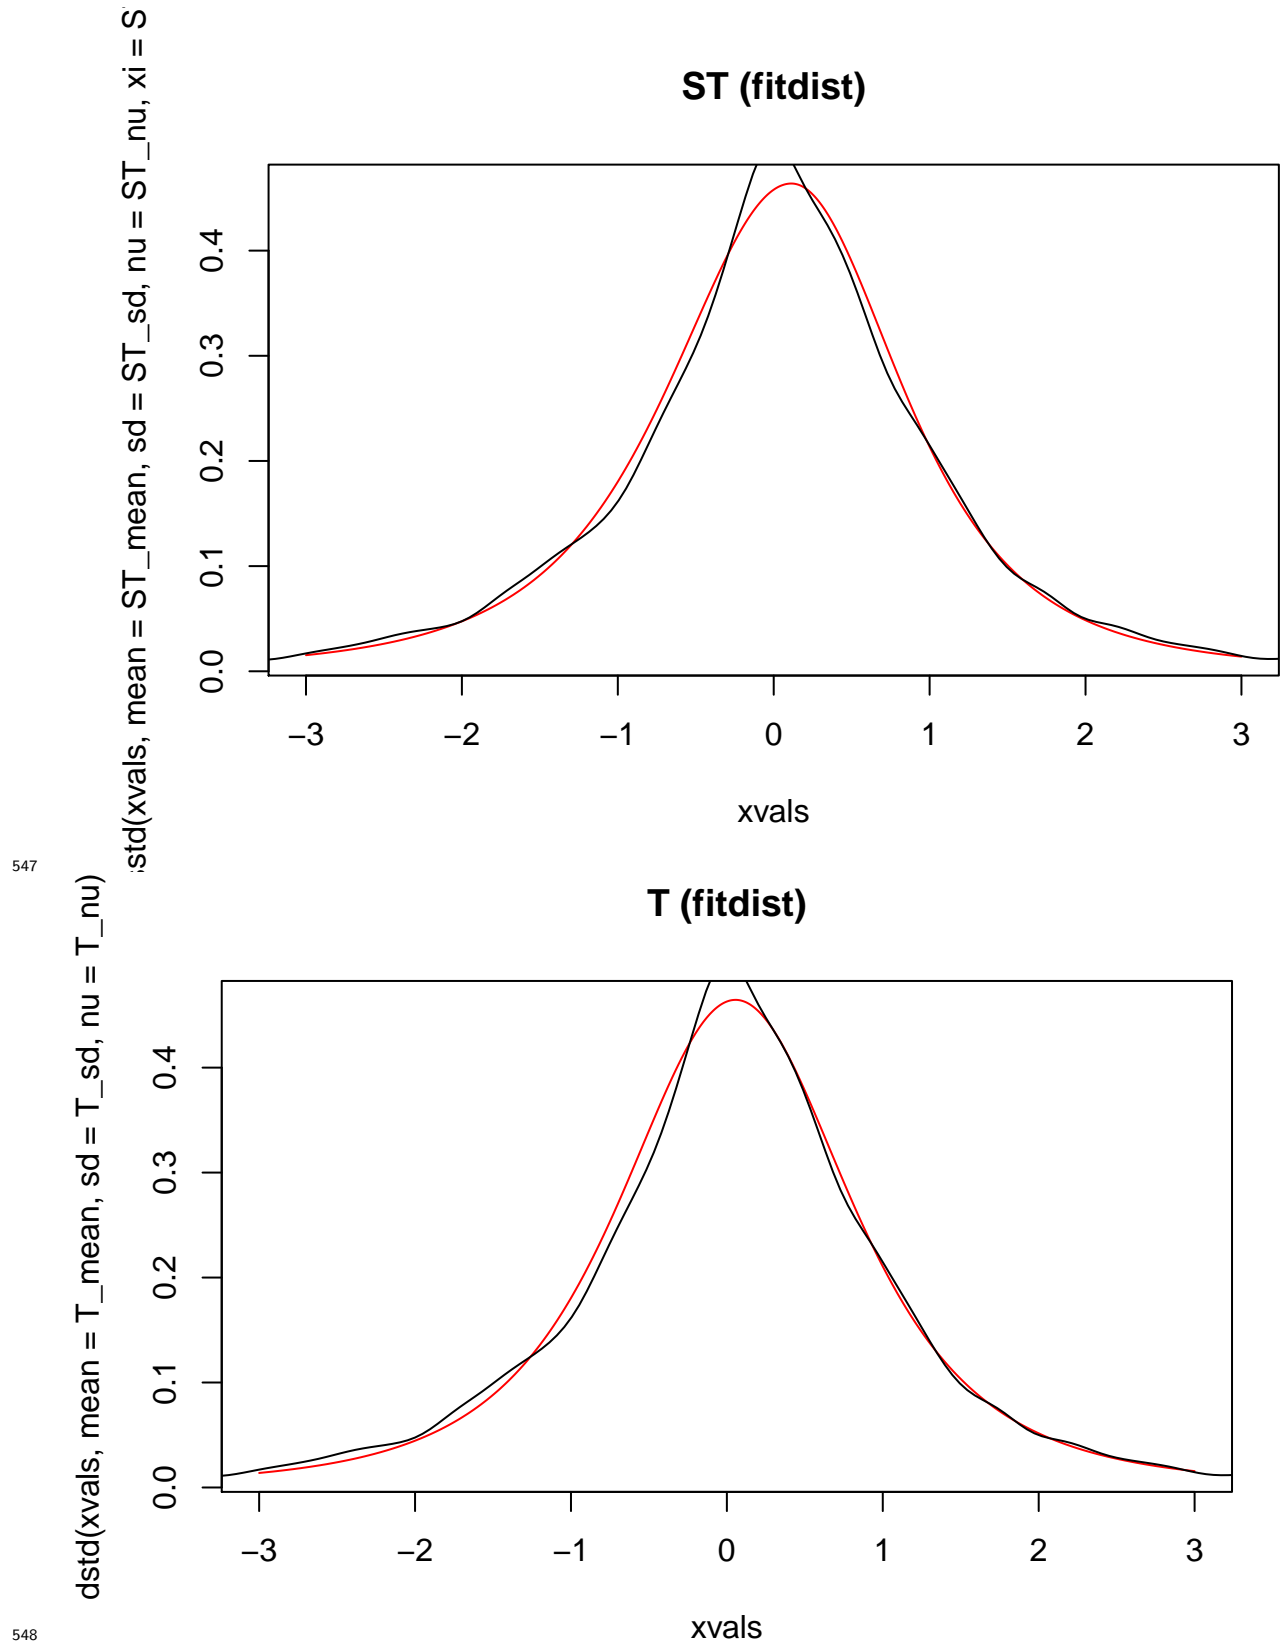 ST (fitdist)
sstd(xvals, mean = ST_mean, sd = ST_sd, nu = ST_nu, xi = S
0.0 0.1 0.2 0.3 0.4
−3 −2 −1 0 1 2 3
xvals
547
T (fitdist)
dstd(xvals, mean = T_mean, sd = T_sd, nu = T_nu)
0.0 0.1 0.2 0.3 0.4
−3 −2 −1 0 1 2 3
xvals
548